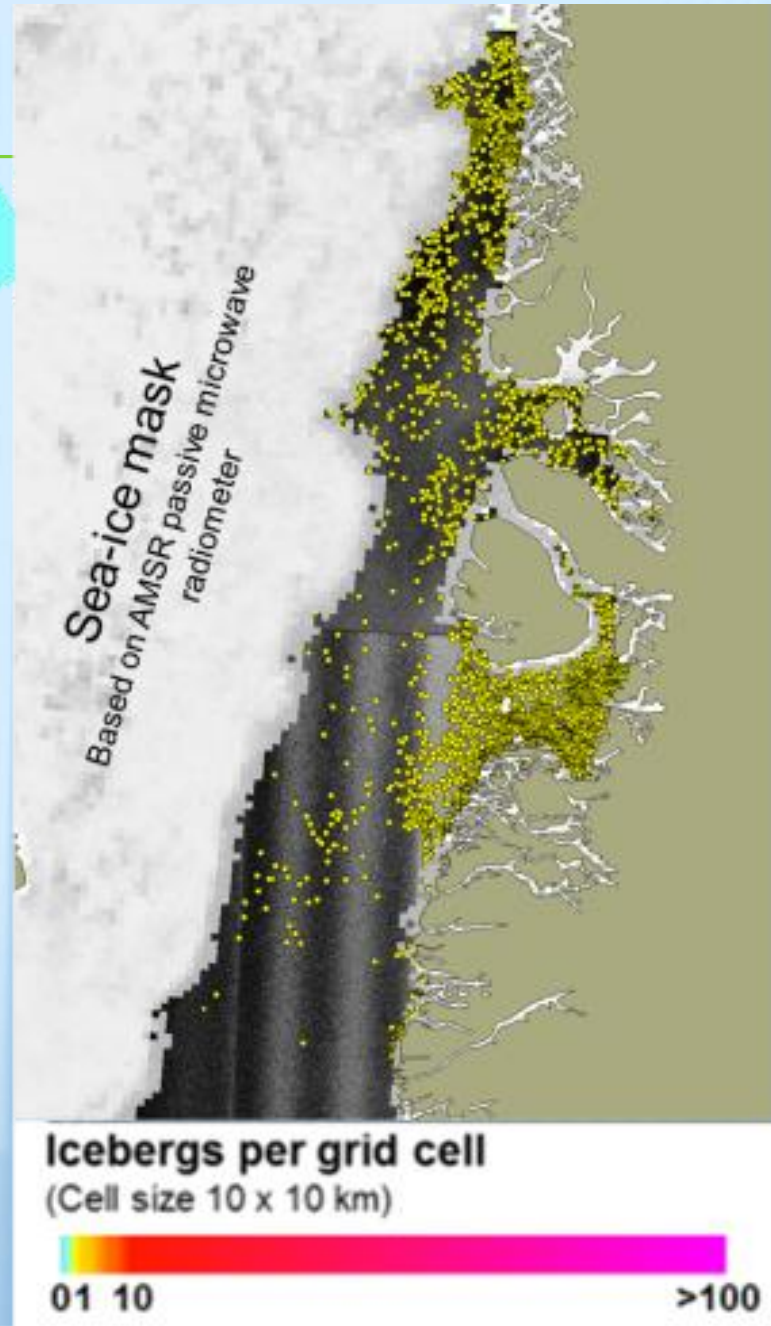 Sea-ice mask
Based on AMSR passive microwave
radiometer
Icebergs per grid cell
(Cell size 10 x 10 km)
01 10 >100